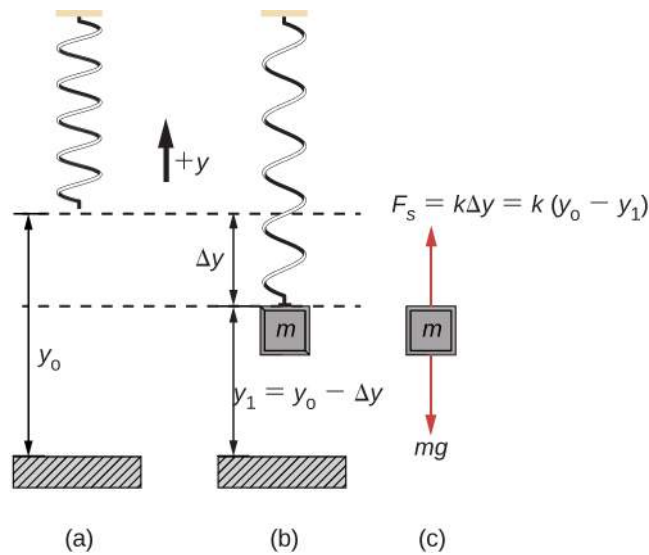 +y
F_s = kΔy = k (y_o − y_1)
Δy
m
m
y_o
y_1 = y_o − Δy
mg
(a)
(b)
(c)